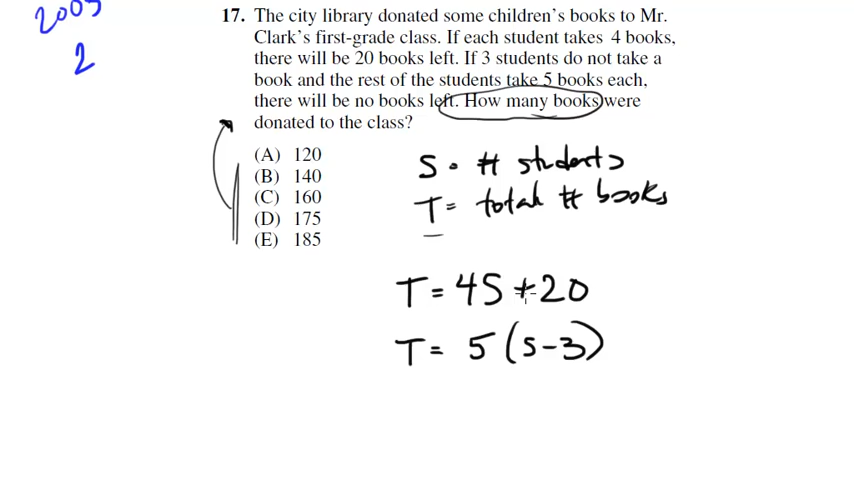 2005
2
17. The city library donated some children's books to Mr.
Clark's first-grade class. If each student takes 4 books,
there will be 20 books left. If 3 students do not take a
book and the rest of the students take 5 books each,
there will be no books left. How many books were
donated to the class?
(A) 120
(B) 140
(C) 160
(D) 175
(E) 185
S = # students
T = total # books
T = 4S + 20
T = 5(S-3)